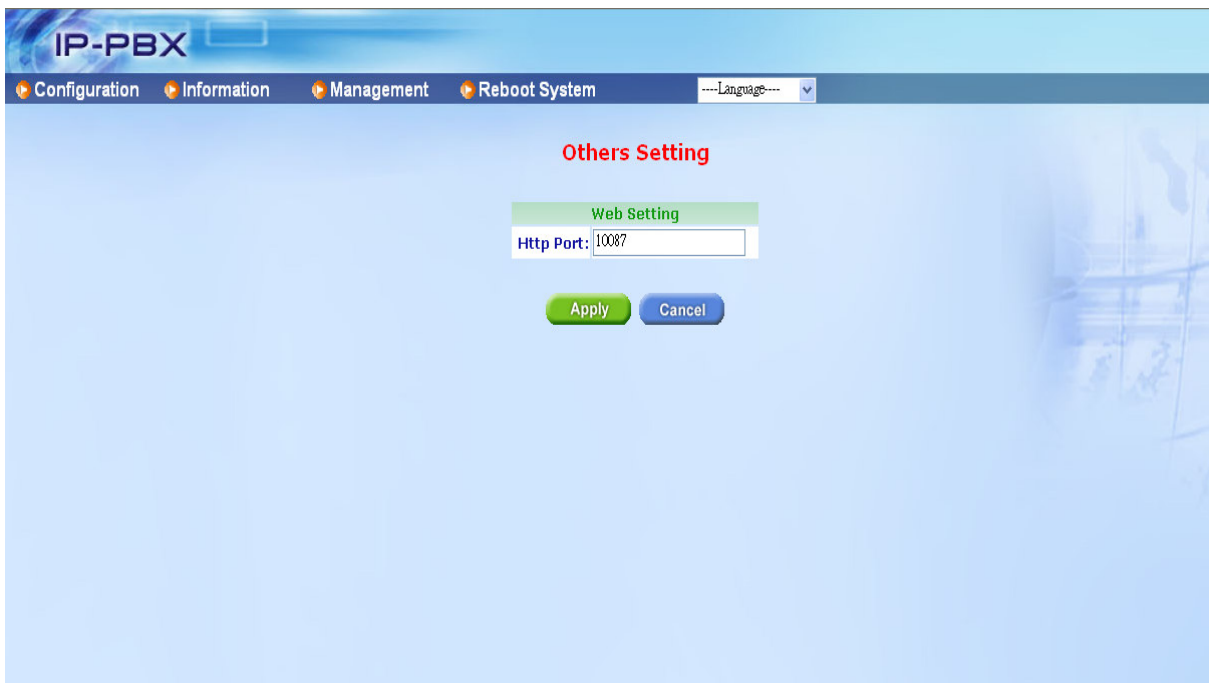 IP-PBX
Configuration Information Management Reboot System ----Language----
Others Setting
Web Setting
Http Port: 10087
Apply Cancel